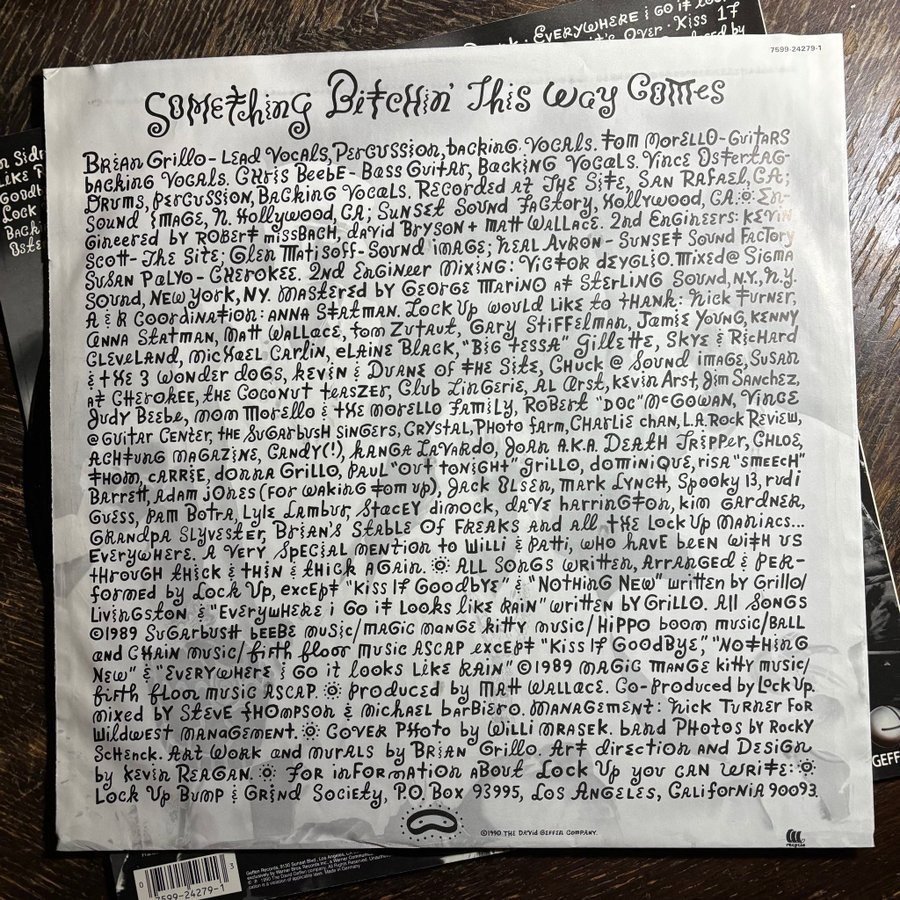 Everywhere i Go it loo
it's Over · Kiss If
7599-24279-1
Something Bitchin' This Way Comes
Brian Grillo - Lead Vocals, Percussion, backing Vocals. Tom Morello - Guitars
backing Vocals. Chris Beebe - Bass Guitar, Backing Vocals. Vince Ostertag -
Drums, Percussion, Backing Vocals. Recorded at The Site, San Rafael, CA;
Sound Image, N. Hollywood, CA; Sunset Sound Factory, Hollywood, CA. En-
gineered by Robert Missbach, David Bryson + Matt Wallace. 2nd Engineers: Kevin
Scott - The Site; Glen Matisoff - Sound Image; Neal Avron - Sunset Sound Factory
Susan Palyo - Cherokee. 2nd Engineer Mixing: Victor Deyglio. Mixed @ Sigma
Sound, New York, NY. Mastered by George Marino at Sterling Sound, N.Y., N.Y.
A & R Coordination: Anna Statman. Lock Up would like to thank: Nick Turner,
Anna Statman, Matt Wallace, Tom Zutaut, Gary Stiffelman, Jamie Young, Kenny
Cleveland, Michael Carlin, Elaine Black, "Big Tessa" Gillette, Skye & Richard
& the 3 wonder dogs, Kevin & Duane of the Site, Chuck @ Sound Image, Susan
at Cherokee, the Coconut Teaszer, Club Lingerie, Al Arst, Kevin Arst, Jim Sanchez,
Judy Beebe, Mom Morello & the Morello Family, Robert "Doc" McGowan, Vince
@ Guitar Center, the Sugarbush Singers, Crystal, Photo Farm, Charlie Chan, L.A. Rock Review,
Achtung Magazine, Candy(!), Kanga Lavardo, Joan A.K.A. Death Tripper, Chloe,
Thom, Carrie, Donna Grillo, Paul "Out Tonight" Grillo, Dominique, Risa "Smeech"
Barrett, Adam Jones (for waking Tom up), Jack Olsen, Mark Lynch, Spooky 13, Rudi
Guess, Pam Botra, Lyle Lambur, Stacey Dimock, Dave Harrington, Kim Gardner,
Grandpa Slyvester, Brian's Stable of Freaks and all the Lock Up Maniacs...
Everywhere. A very special mention to Willi & Patti, who have been with us
through thick & thin & thick again. All Songs written, Arranged & per-
formed by Lock Up, except "Kiss If Goodbye" & "Nothing New" written by Grillo/
Livingston & "Everywhere i Go it Looks like Rain" written by Grillo. All Songs
©1989 Sugarbush Beebe Music/Magic Mange Kitty Music/Hippo Boom Music/Ball
and Chain Music/Firth Floor Music ASCAP except "Kiss If Goodbye," "Nothing
New" & "Everywhere i Go it looks Like Rain" ©1989 Magic Mange Kitty Music/
Firth Floor Music ASCAP. Produced by Matt Wallace. Co-Produced by Lock Up.
Mixed by Steve Thompson & Michael Barbiero. Management: Nick Turner for
Wildwest Management. Cover Photo by Willi Mrasek. Band Photos by Rocky
Schenck. Art Work and Murals by Brian Grillo. Art direction and Design
by Kevin Reagan. For information about Lock Up you can write:
Lock Up Bump & Grind Society, P.O. Box 93995, Los Angeles, California 90093.
©1990 The David Geffen Company.
recycle
GEFF
7599-24279-1